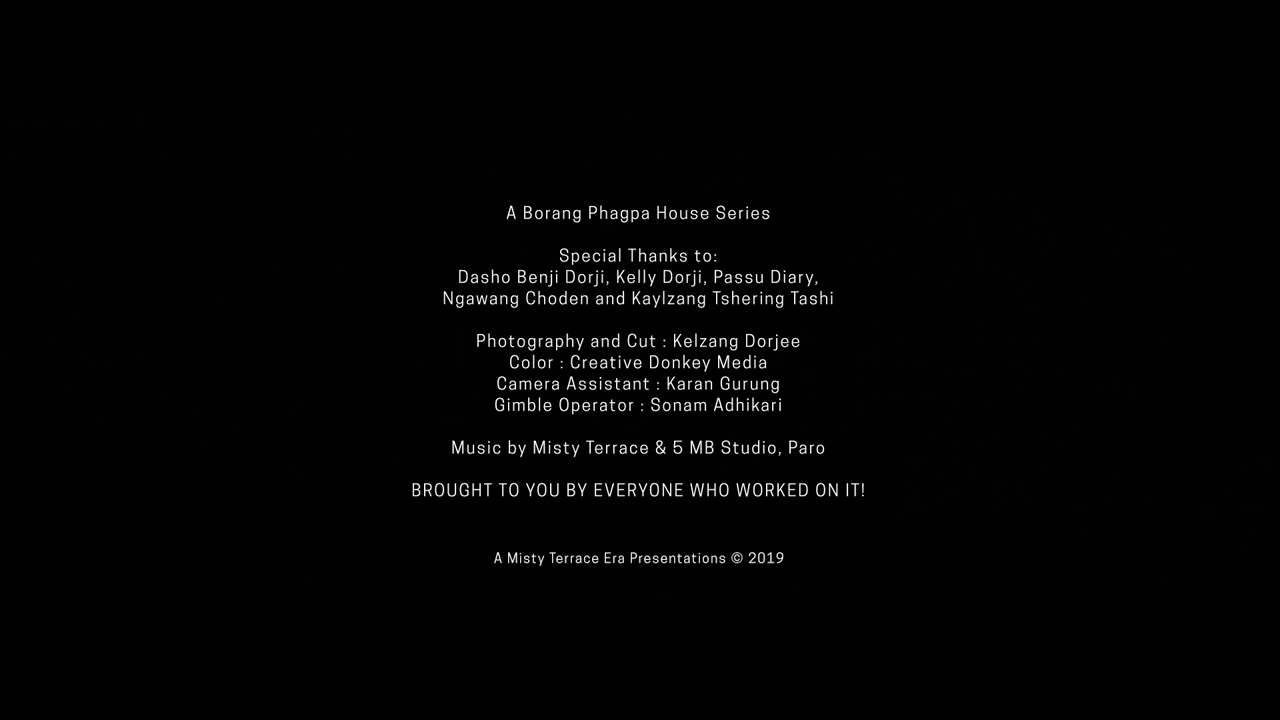 A Borang Phagpa House Series
Special Thanks to:
Dasho Benji Dorji, Kelly Dorji, Passu Diary,
Ngawang Choden and Kaylzang Tshering Tashi
Photography and Cut : Kelzang Dorjee
Color : Creative Donkey Media
Camera Assistant : Karan Gurung
Gimble Operator : Sonam Adhikari
Music by Misty Terrace & 5 MB Studio, Paro
BROUGHT TO YOU BY EVERYONE WHO WORKED ON IT!
A Misty Terrace Era Presentations © 2019